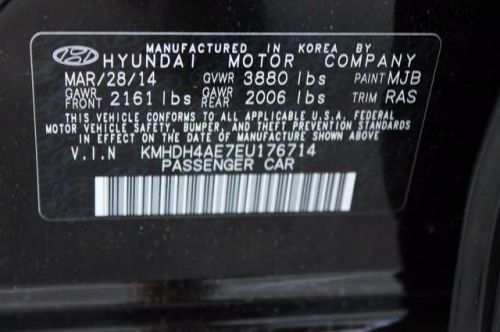 MANUFACTURED IN KOREA BY
HYUNDAI MOTOR COMPANY
MAR/28/14 GVWR 3880 lbs PAINT MJB
GAWR FRONT 2161 lbs GAWR REAR 2006 lbs TRIM RAS
THIS VEHICLE CONFORMS TO ALL APPLICABLE U.S.A. FEDERAL
MOTOR VEHICLE SAFETY, BUMPER, AND THEFT PREVENTION STANDARDS
IN EFFECT ON THE DATE OF MANUFACTURE SHOWN ABOVE
V.I.N KMHDH4AE7EU176714
PASSENGER CAR